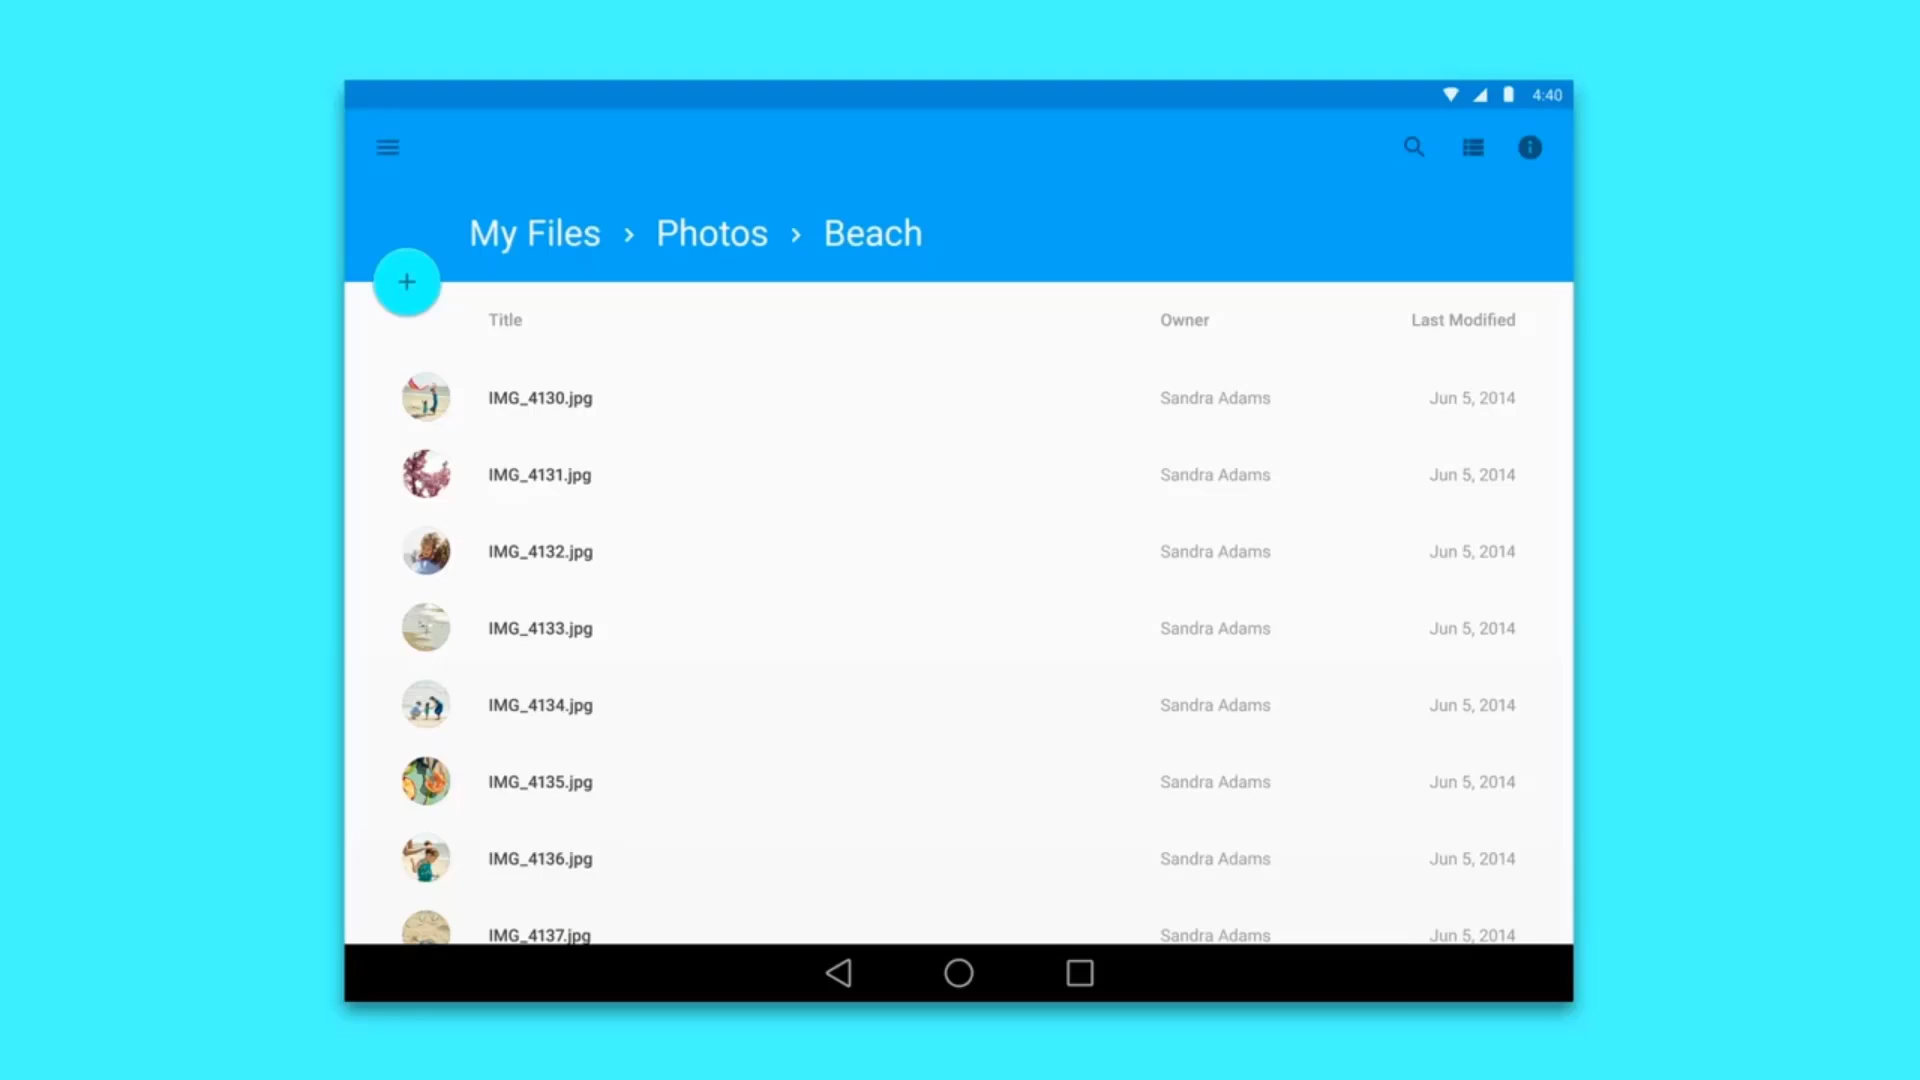 4:40
My Files › Photos › Beach
Title Owner Last Modified
IMG_4130.jpg Sandra Adams Jun 5, 2014
IMG_4131.jpg Sandra Adams Jun 5, 2014
IMG_4132.jpg Sandra Adams Jun 5, 2014
IMG_4133.jpg Sandra Adams Jun 5, 2014
IMG_4134.jpg Sandra Adams Jun 5, 2014
IMG_4135.jpg Sandra Adams Jun 5, 2014
IMG_4136.jpg Sandra Adams Jun 5, 2014
IMG_4137.jpg Sandra Adams Jun 5, 2014